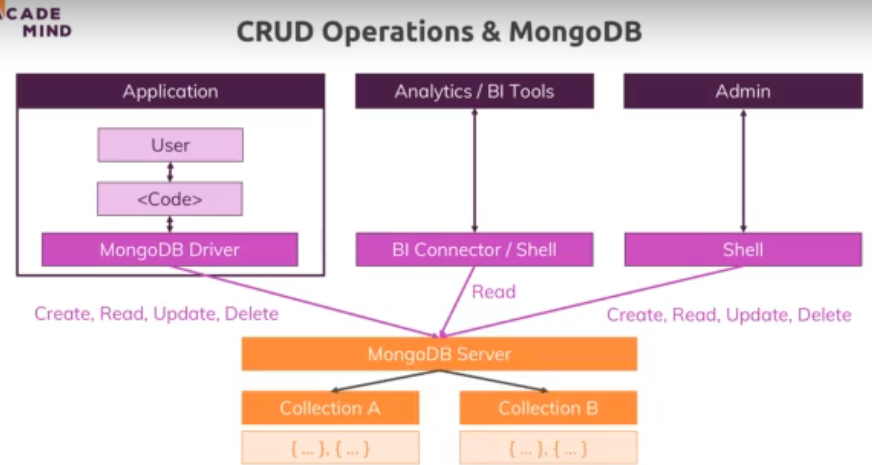 CADE
MIND
CRUD Operations & MongoDB
Application
Analytics / BI Tools
Admin
User
<Code>
MongoDB Driver
BI Connector / Shell
Shell
Read
Create, Read, Update, Delete
Create, Read, Update, Delete
MongoDB Server
Collection A
Collection B
{ ... }, { ... }
{ ... }, { ... }